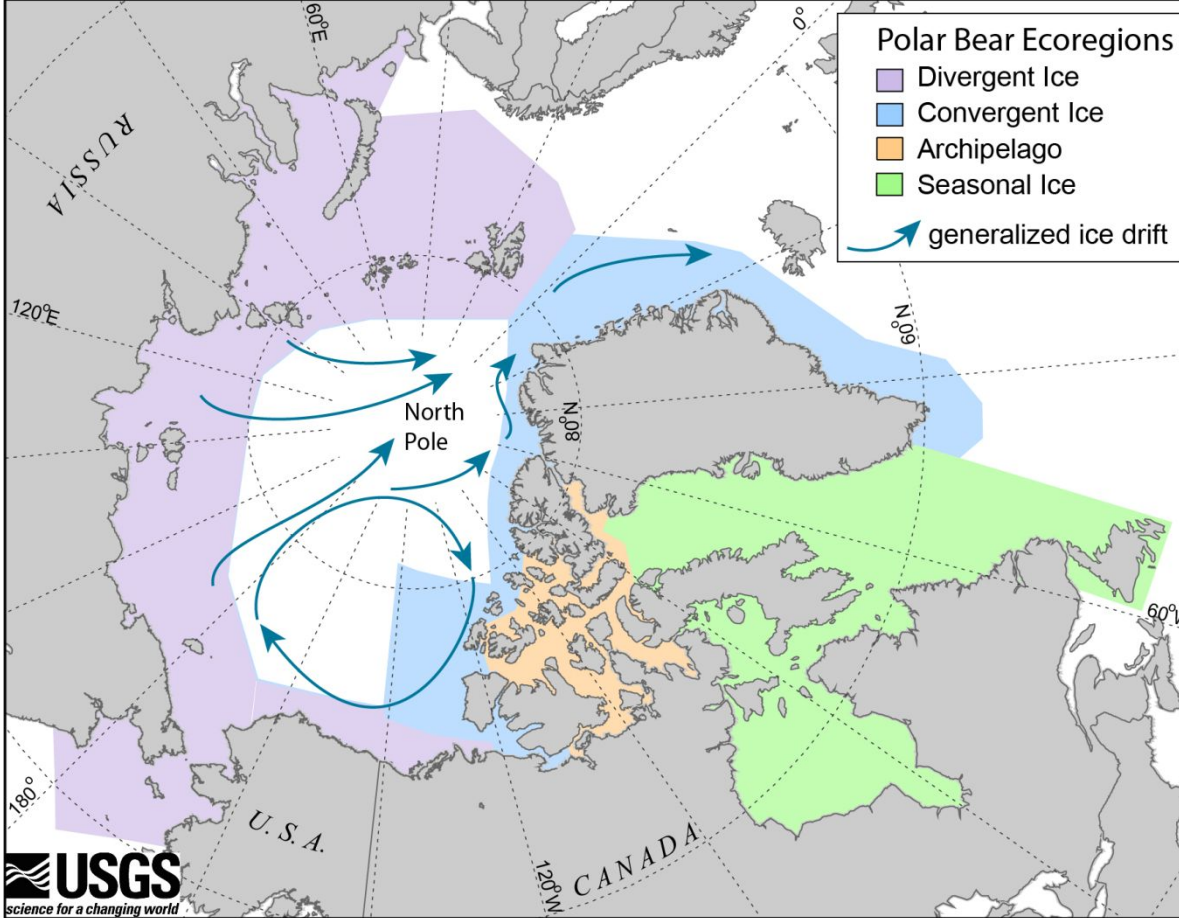 Polar Bear Ecoregions
Divergent Ice
Convergent Ice
Archipelago
Seasonal Ice
generalized ice drift
60°E
0°
RUSSIA
120°E
60°N
80°N
North
Pole
60°W
180°
U.S.A.
CANADA
120°W
USGS
science for a changing world